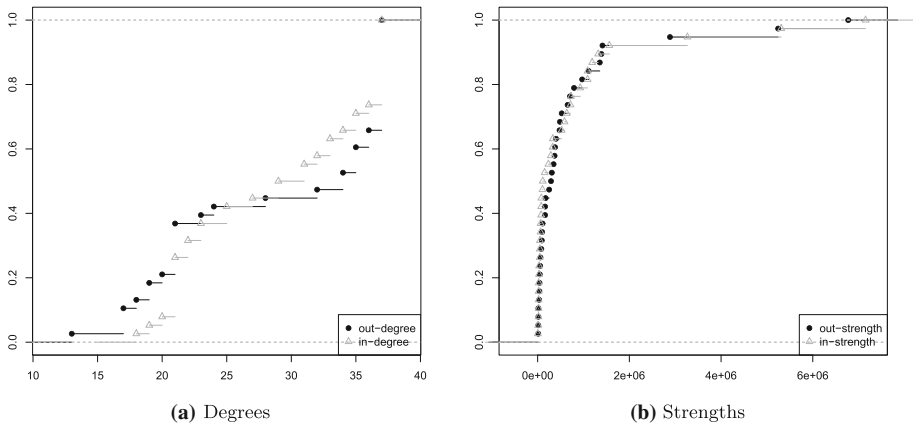 1.0
0.8
0.6
0.4
0.2
0.0
10 15 20 25 30 35 40
out-degree
in-degree
(a) Degrees
1.0
0.8
0.6
0.4
0.2
0.0
0e+00 2e+06 4e+06 6e+06
out-strength
in-strength
(b) Strengths